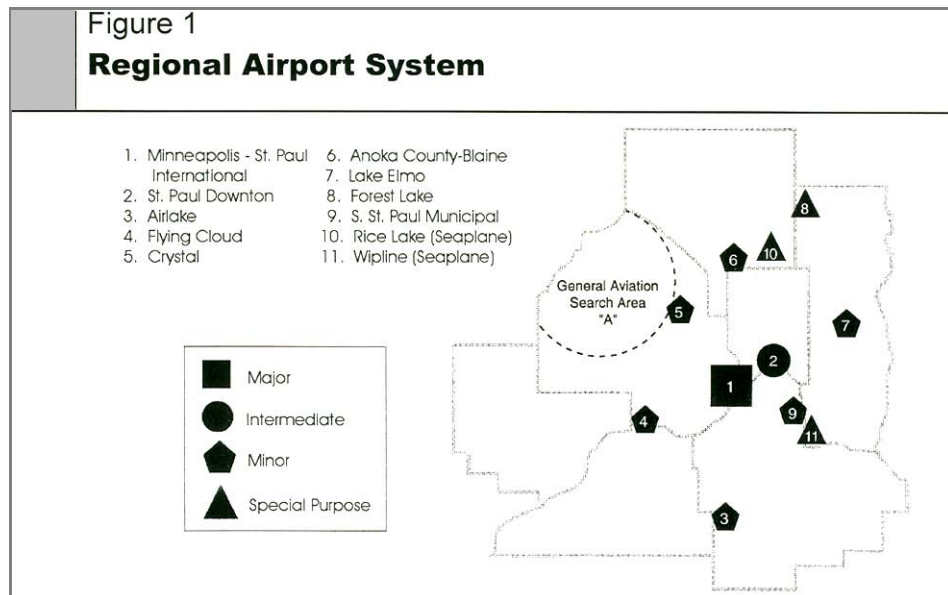 Figure 1
Regional Airport System
1. Minneapolis - St. Paul
International
2. St. Paul Downton
3. Airlake
4. Flying Cloud
5. Crystal
6. Anoka County-Blaine
7. Lake Elmo
8. Forest Lake
9. S. St. Paul Municipal
10. Rice Lake (Seaplane)
11. Wipline (Seaplane)
8
6
10
General Aviation
Search Area
"A"
5
7
2
1
4
9
11
3
Major
Intermediate
Minor
Special Purpose